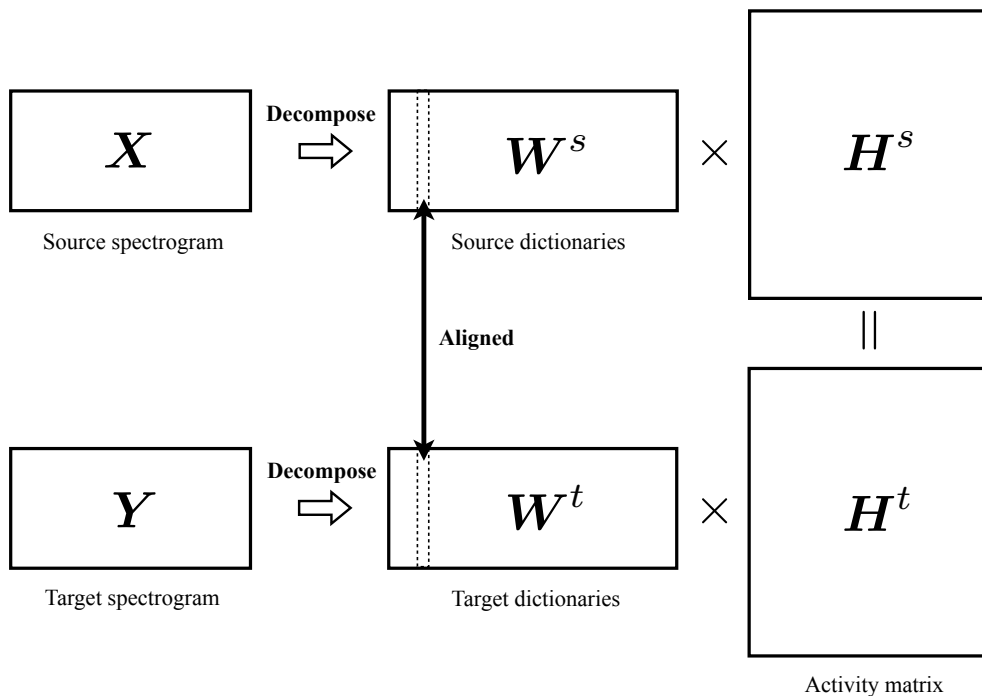 Decompose
X
W^s
×
H^s
Source spectrogram
Source dictionaries
Aligned
||
Decompose
Y
W^t
×
H^t
Target spectrogram
Target dictionaries
Activity matrix